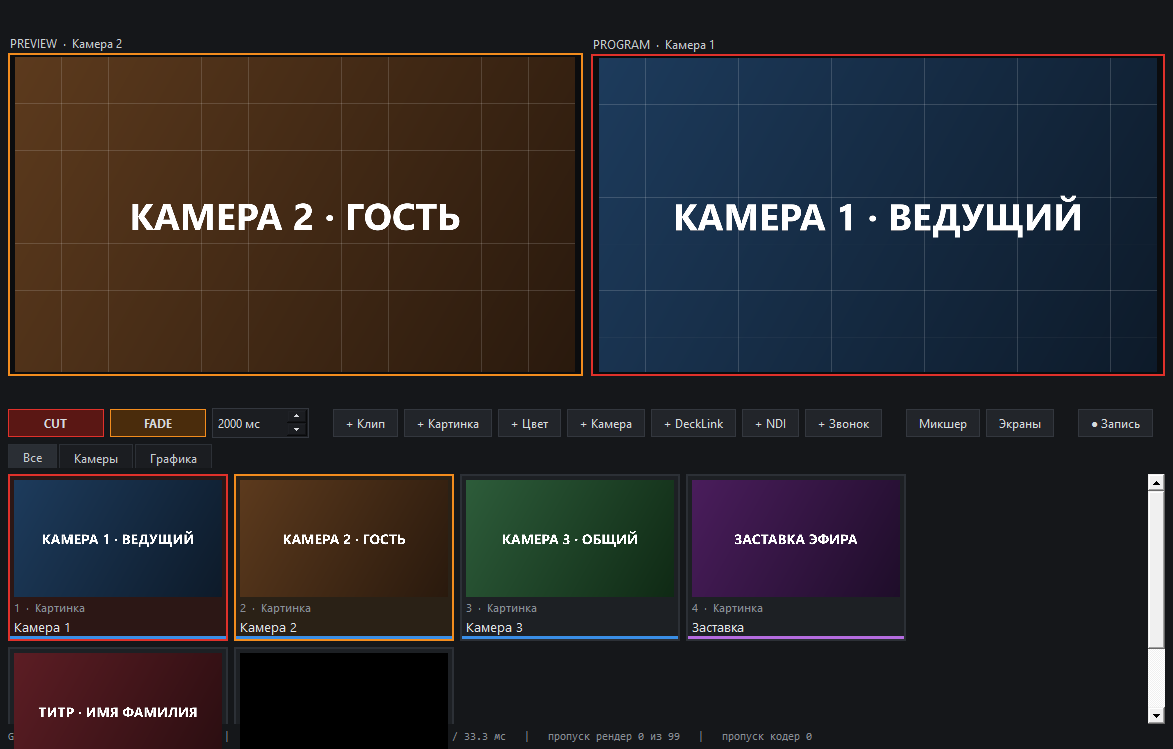 PREVIEW · Камера 2
PROGRAM · Камера 1
КАМЕРА 2 · ГОСТЬ
КАМЕРА 1 · ВЕДУЩИЙ
CUT
FADE
2000 мс
+ Клип
+ Картинка
+ Цвет
+ Камера
+ DeckLink
+ NDI
+ Звонок
Микшер
Экраны
● Запись
Все
Камеры
Графика
КАМЕРА 1 · ВЕДУЩИЙ
1 · Картинка
Камера 1
КАМЕРА 2 · ГОСТЬ
2 · Картинка
Камера 2
КАМЕРА 3 · ОБЩИЙ
3 · Картинка
Камера 3
ЗАСТАВКА ЭФИРА
4 · Картинка
Заставка
ТИТР · ИМЯ ФАМИЛИЯ
| / 33.3 мс | пропуск рендер 0 из 99 | пропуск кодер 0